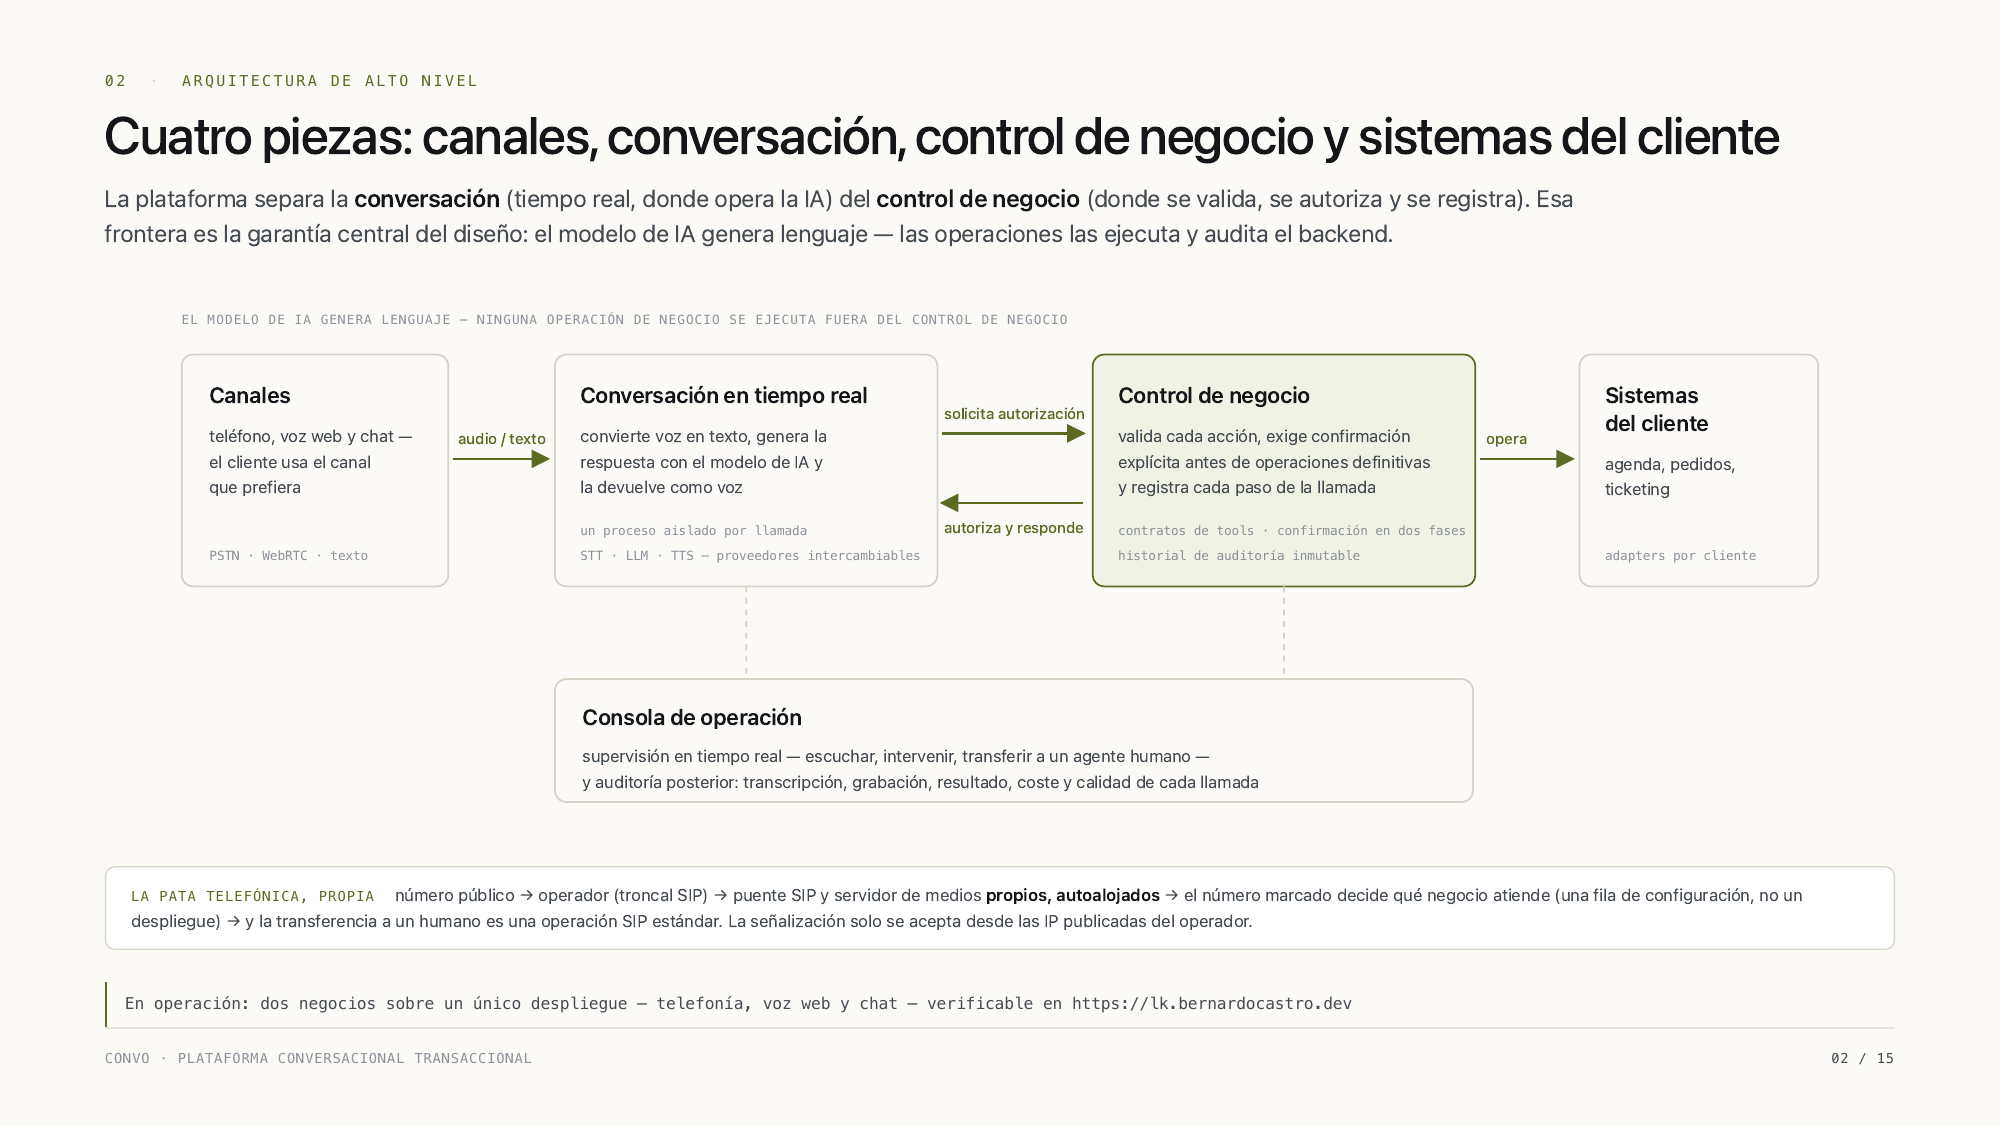 02 · ARQUITECTURA DE ALTO NIVEL
Cuatro piezas: canales, conversación, control de negocio y sistemas del cliente
La plataforma separa la conversación (tiempo real, donde opera la IA) del control de negocio (donde se valida, se autoriza y se registra). Esa
frontera es la garantía central del diseño: el modelo de IA genera lenguaje — las operaciones las ejecuta y audita el backend.
EL MODELO DE IA GENERA LENGUAJE — NINGUNA OPERACIÓN DE NEGOCIO SE EJECUTA FUERA DEL CONTROL DE NEGOCIO
Canales
teléfono, voz web y chat —
el cliente usa el canal
que prefiera
PSTN · WebRTC · texto
audio / texto
Conversación en tiempo real
convierte voz en texto, genera la
respuesta con el modelo de IA y
la devuelve como voz
un proceso aislado por llamada
STT · LLM · TTS — proveedores intercambiables
solicita autorización
autoriza y responde
Control de negocio
valida cada acción, exige confirmación
explícita antes de operaciones definitivas
y registra cada paso de la llamada
contratos de tools · confirmación en dos fases
historial de auditoría inmutable
opera
Sistemas
del cliente
agenda, pedidos,
ticketing
adapters por cliente
Consola de operación
supervisión en tiempo real — escuchar, intervenir, transferir a un agente humano —
y auditoría posterior: transcripción, grabación, resultado, coste y calidad de cada llamada
LA PATA TELEFÓNICA, PROPIA número público → operador (troncal SIP) → puente SIP y servidor de medios propios, autoalojados → el número marcado decide qué negocio atiende (una fila de configuración, no un
despliegue) → y la transferencia a un humano es una operación SIP estándar. La señalización solo se acepta desde las IP publicadas del operador.
En operación: dos negocios sobre un único despliegue — telefonía, voz web y chat — verificable en https://lk.bernardocastro.dev
CONVO · PLATAFORMA CONVERSACIONAL TRANSACCIONAL
02 / 15